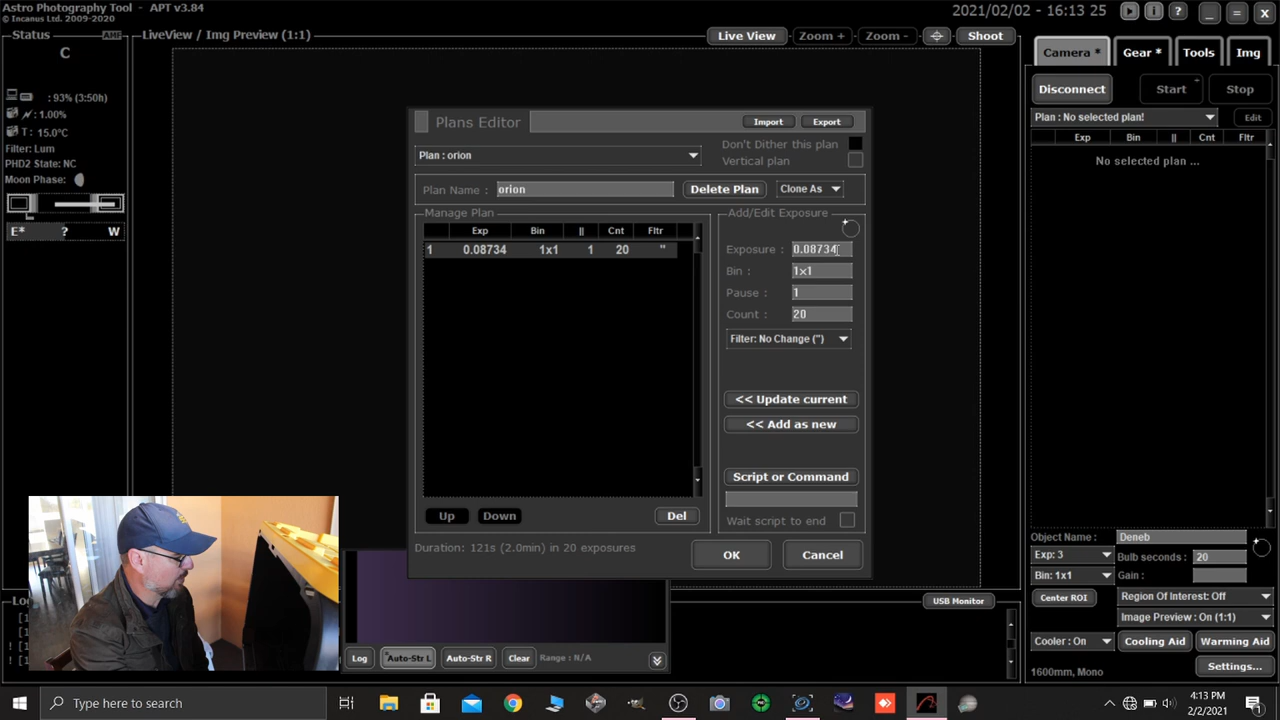 Astro Photography Tool - APT v3.84
© Incanus Ltd. 2009-2020
2021/02/02 - 16:13 25
Status
AHF
C
: 93% (3:50h)
: 1.00%
T: 15.0°C
Filter: Lum
PHD2 State: NC
Moon Phase:
E* ? W
LiveView / Img Preview (1:1)
Live View
Zoom +
Zoom -
Shoot
Camera *
Gear *
Tools
Img
Disconnect
Start
Stop
Plan : No selected plan!
Edit
Exp Bin || Cnt Fltr
No selected plan ...
Plans Editor
Import
Export
Plan : orion
Don't Dither this plan
Vertical plan
Plan Name : orion
Delete Plan
Clone As
Manage Plan
Exp Bin || Cnt Fltr
1 0.08734 1x1 1 20 "
Add/Edit Exposure
Exposure : 0.08734
Bin : 1x1
Pause : 1
Count : 20
Filter: No Change (")
<< Update current
<< Add as new
Script or Command
Wait script to end
Up
Down
Del
Duration: 121s (2.0min) in 20 exposures
OK
Cancel
Object Name : Deneb
Exp: 3
Bulb seconds : 20
Bin: 1x1
Gain :
Center ROI
Region Of Interest: Off
Image Preview : On (1:1)
Cooler : On
Cooling Aid
Warming Aid
1600mm, Mono
Settings...
Lo
[1
! [1
! [1
USB Monitor
Log
Auto-Str L
Auto-Str R
Clear
Range : N/A
Type here to search
4:13 PM
2/2/2021